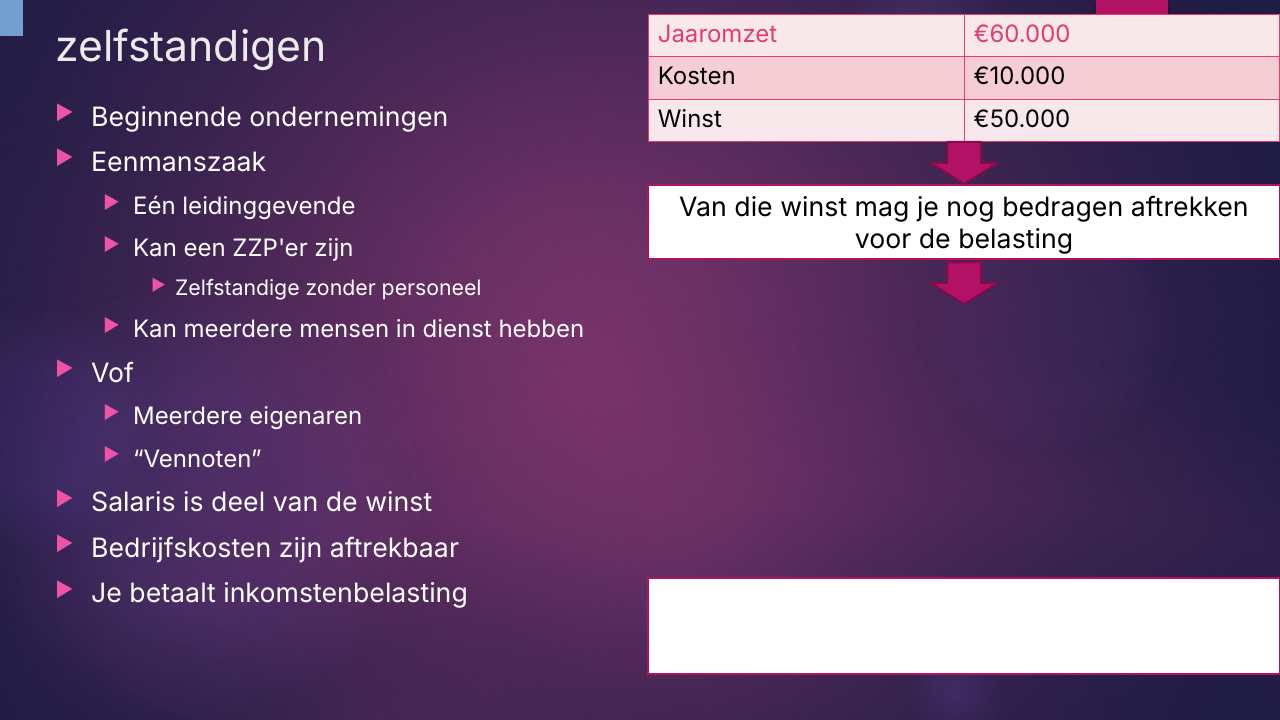 zelfstandigen
Beginnende ondernemingen
Eenmanszaak
Eén leidinggevende
Kan een ZZP'er zijn
Zelfstandige zonder personeel
Kan meerdere mensen in dienst hebben
Vof
Meerdere eigenaren
“Vennoten”
Salaris is deel van de winst
Bedrijfskosten zijn aftrekbaar
Je betaalt inkomstenbelasting
Jaaromzet €60.000
Kosten €10.000
Winst €50.000
Van die winst mag je nog bedragen aftrekken
voor de belasting